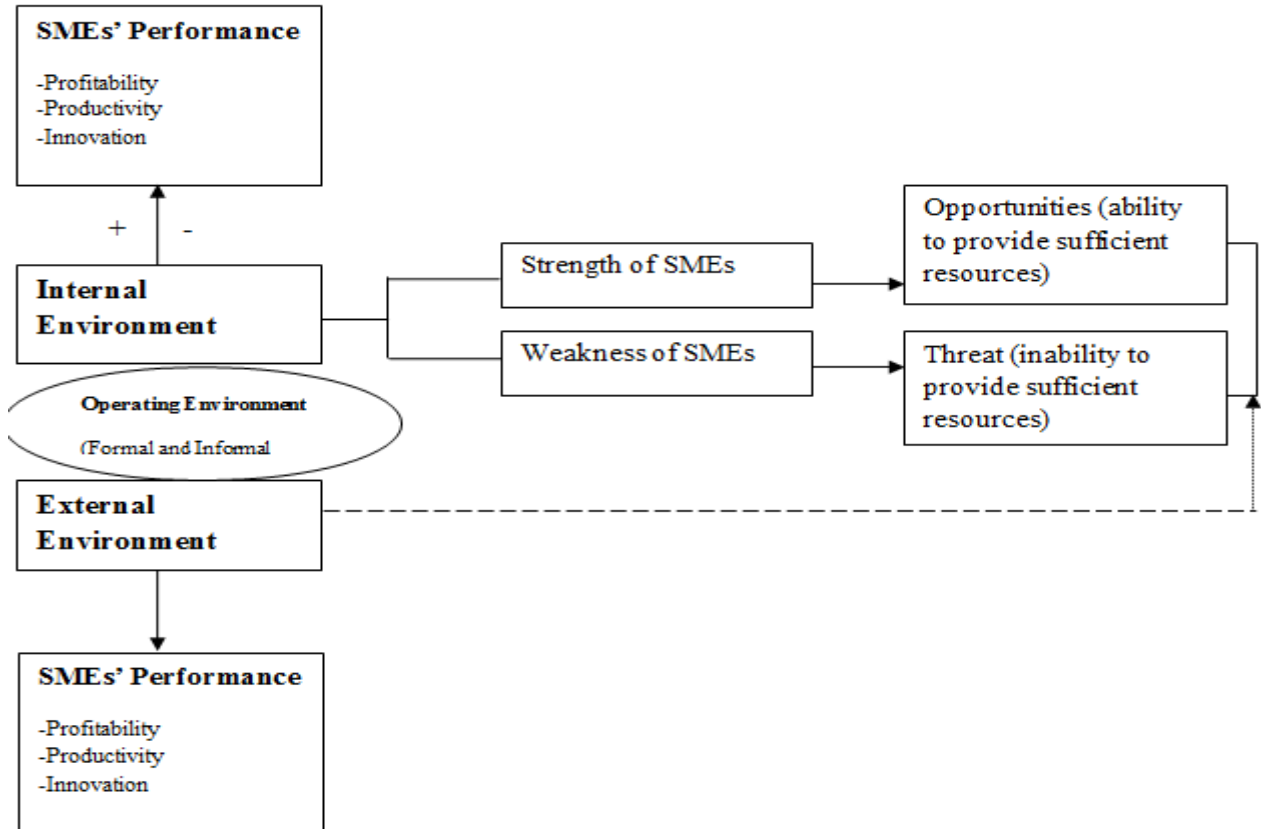 SMEs' Performance
-Profitability
-Productivity
-Innovation
+ -
Internal
Environment
Strength of SMEs
Weakness of SMEs
Opportunities (ability
to provide sufficient
resources)
Threat (inability to
provide sufficient
resources)
Operating Environment
(Formal and Informal
External
Environment
SMEs' Performance
-Profitability
-Productivity
-Innovation